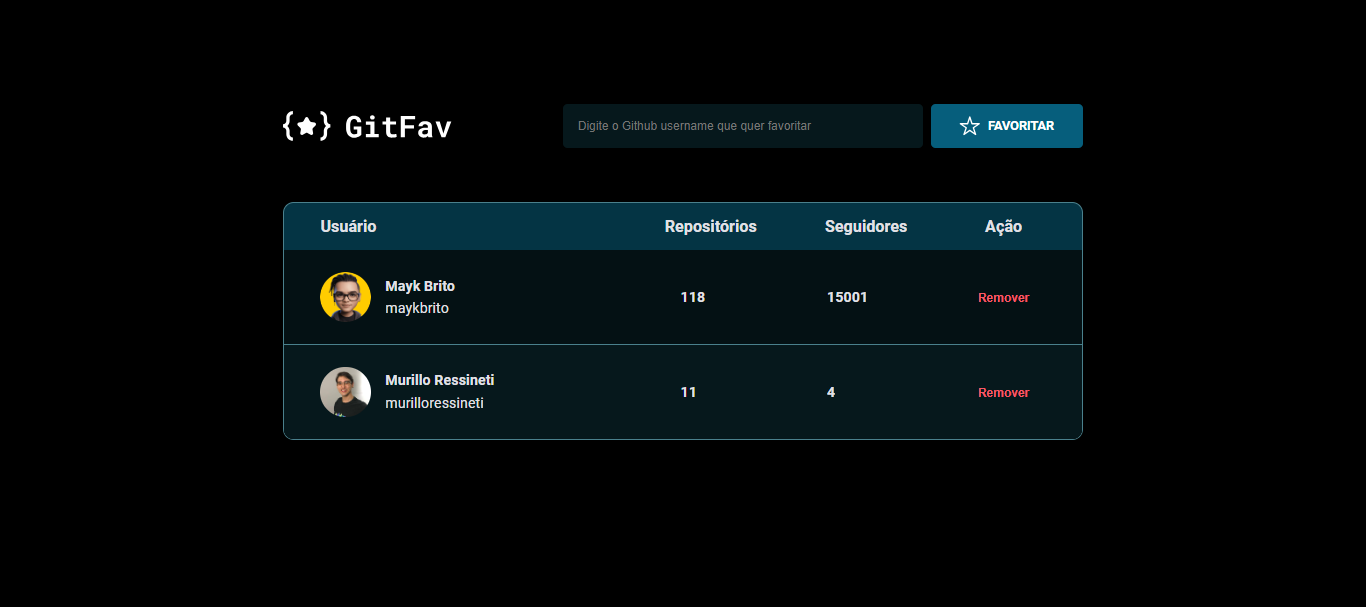 {★} GitFav
Digite o Github username que quer favoritar
FAVORITAR
Usuário Repositórios Seguidores Ação
Mayk Brito
maykbrito
118 15001 Remover
Murillo Ressineti
murilloressineti
11 4 Remover